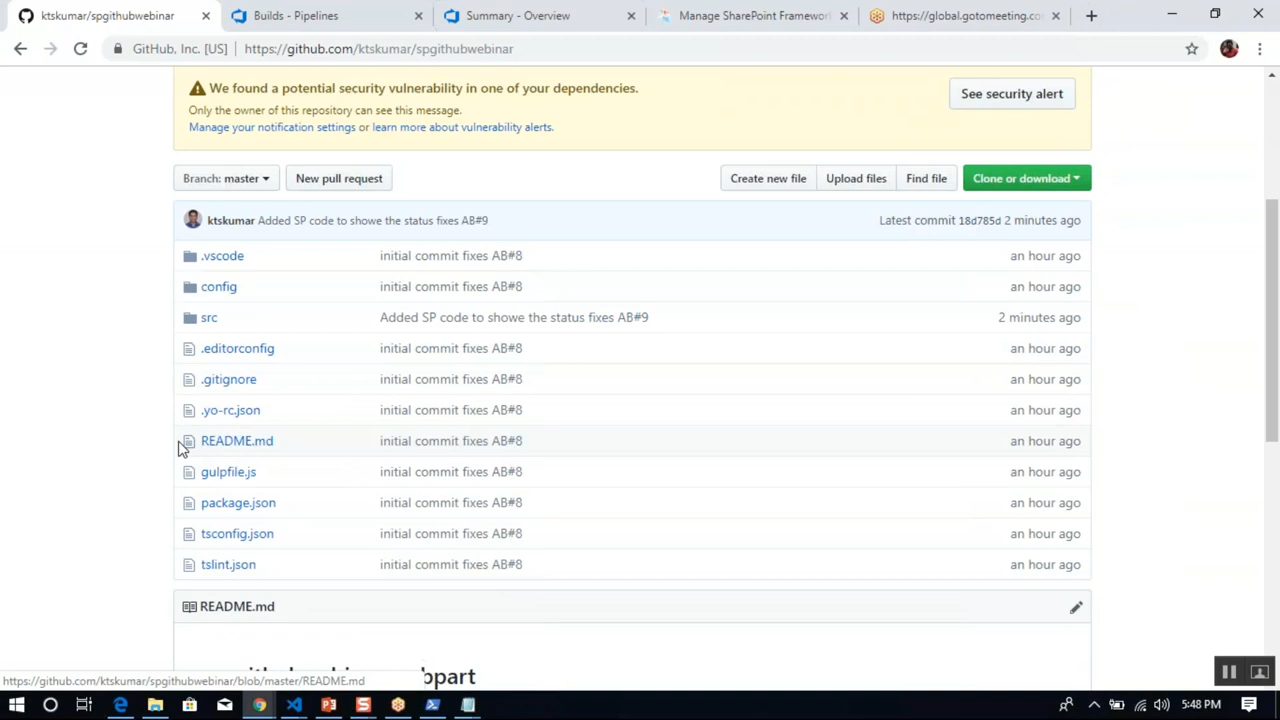 ktskumar/spgithubwebinar
Builds - Pipelines
Summary - Overview
Manage SharePoint Framework
https://global.gotomeeting.co
GitHub, Inc. [US]
https://github.com/ktskumar/spgithubwebinar
We found a potential security vulnerability in one of your dependencies.
Only the owner of this repository can see this message.
Manage your notification settings or learn more about vulnerability alerts.
See security alert
Branch: master
New pull request
Create new file
Upload files
Find file
Clone or download
ktskumar Added SP code to showe the status fixes AB#9
Latest commit 18d785d 2 minutes ago
.vscode initial commit fixes AB#8 an hour ago
config initial commit fixes AB#8 an hour ago
src Added SP code to showe the status fixes AB#9 2 minutes ago
.editorconfig initial commit fixes AB#8 an hour ago
.gitignore initial commit fixes AB#8 an hour ago
.yo-rc.json initial commit fixes AB#8 an hour ago
README.md initial commit fixes AB#8 an hour ago
gulpfile.js initial commit fixes AB#8 an hour ago
package.json initial commit fixes AB#8 an hour ago
tsconfig.json initial commit fixes AB#8 an hour ago
tslint.json initial commit fixes AB#8 an hour ago
README.md
https://github.com/ktskumar/spgithubwebinar/blob/master/README.md
5:48 PM